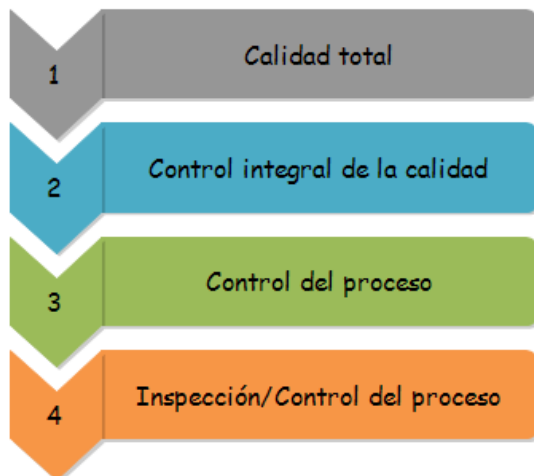 1
Calidad total
2
Control integral de la calidad
3
Control del proceso
4
Inspección/Control del proceso